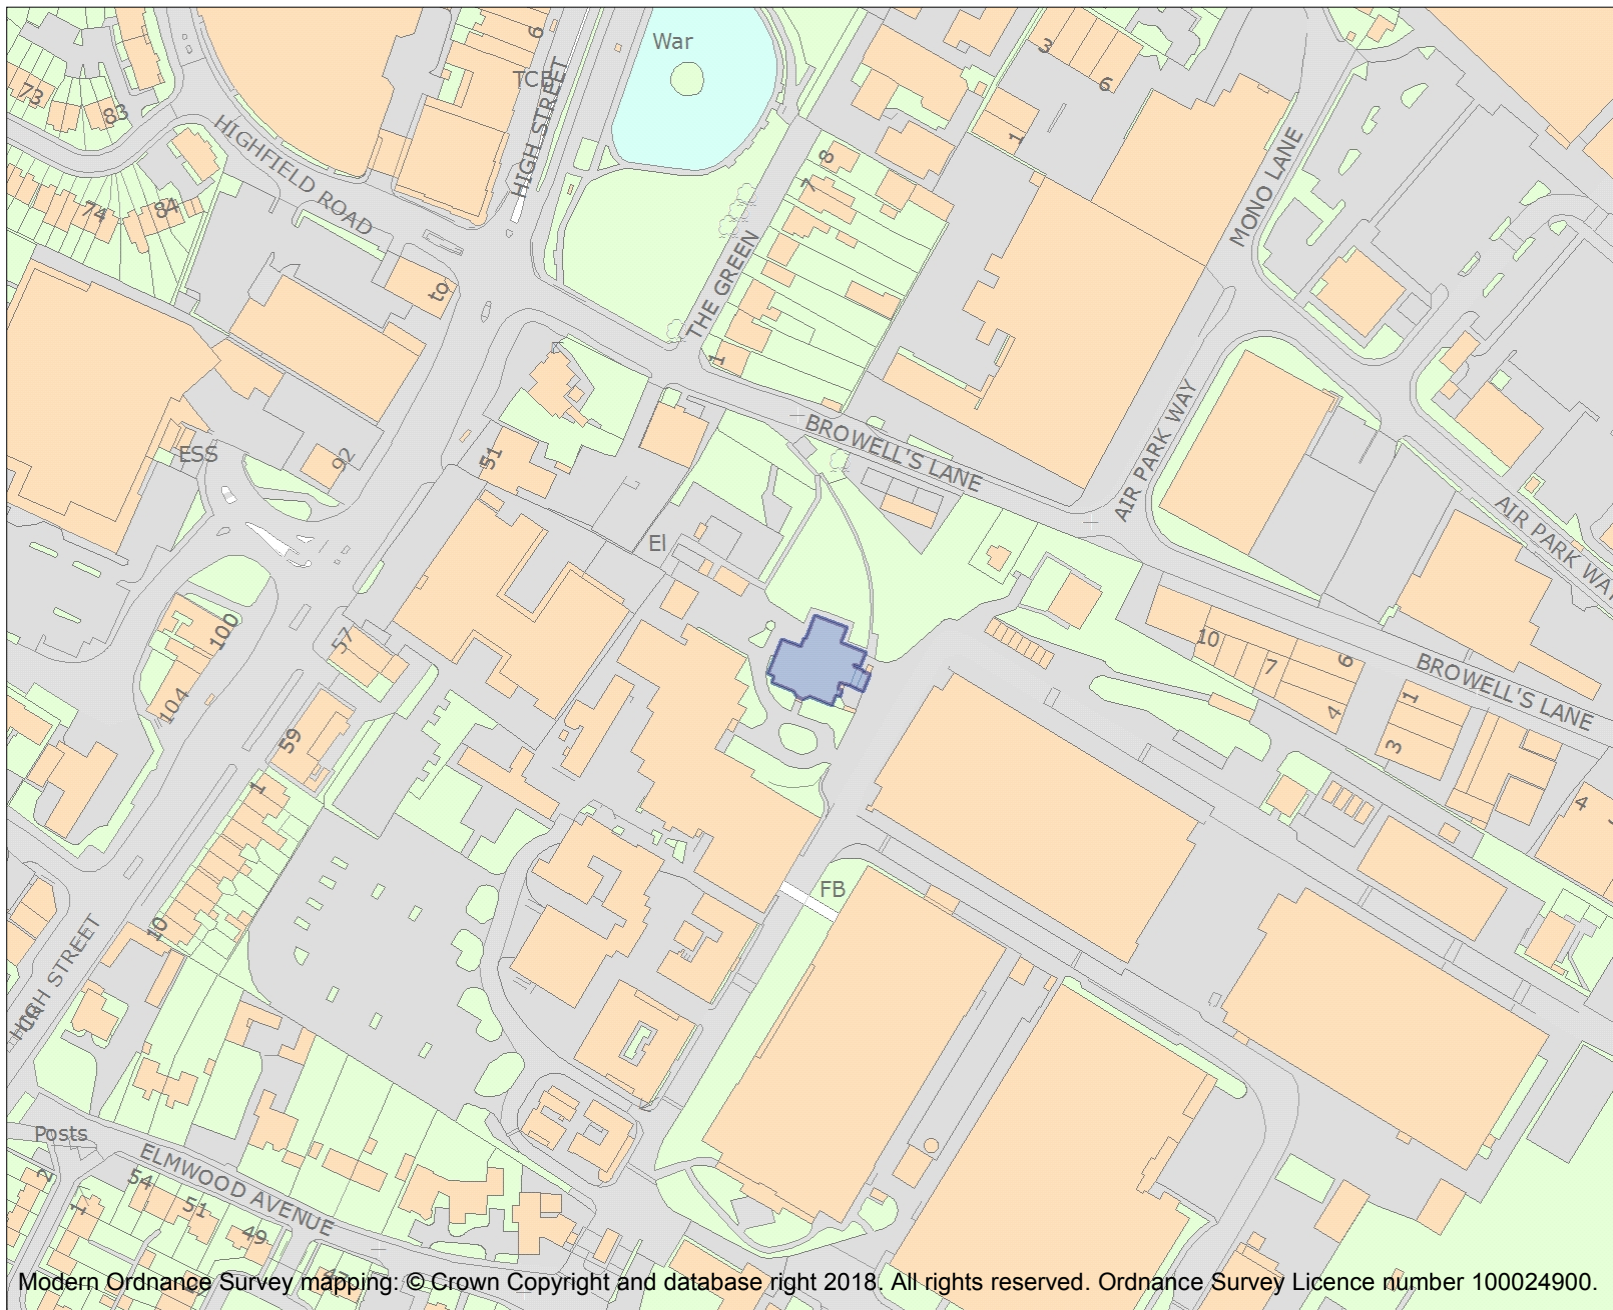 War
6
3
6
TCB
73
83
HIGH STREET
HIGHFIELD ROAD
1
8
7
MONO LANE
74
84
THE GREEN
to
1
AIR PARK WAY
BROWELL'S LANE
51
ESS
92
AIR PARK WAY
El
100
57
10
7
6
BROWELL'S LANE
104
4
1
59
3
1
4
FB
10
HIGH STREET
Posts
ELMWOOD AVENUE
2
54
1
51
49
Modern Ordnance Survey mapping: © Crown Copyright and database right 2018. All rights reserved. Ordnance Survey Licence number 100024900.